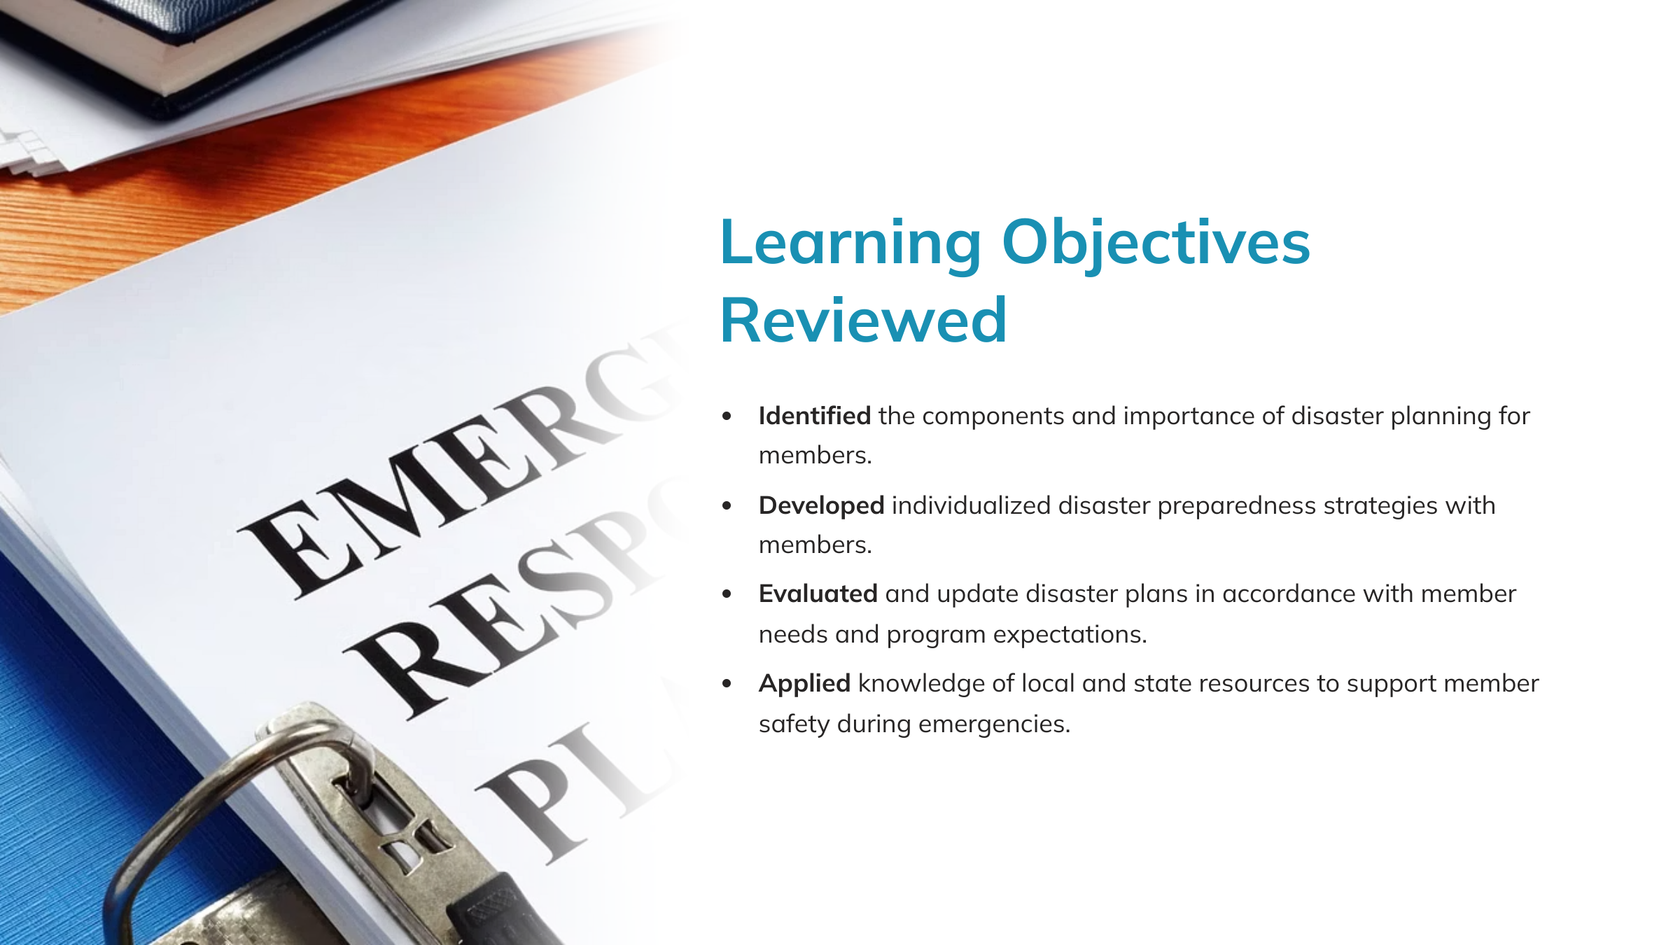 Learning Objectives
Reviewed
• Identified the components and importance of disaster planning for
members.
• Developed individualized disaster preparedness strategies with
members.
• Evaluated and update disaster plans in accordance with member
needs and program expectations.
• Applied knowledge of local and state resources to support member
safety during emergencies.
EMERG
RESPO
PL